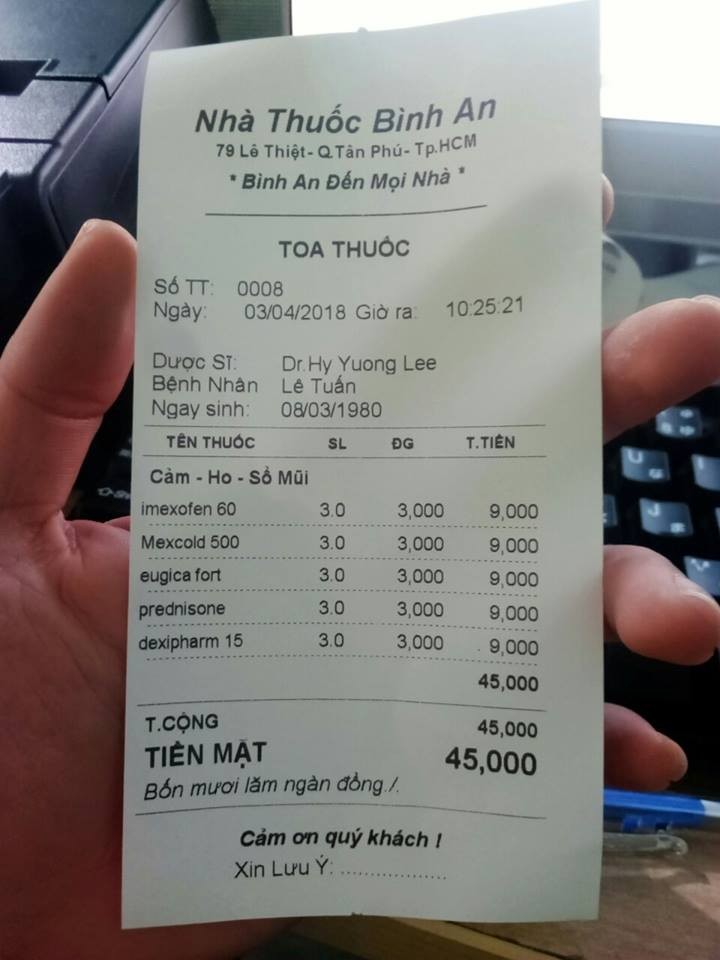 Nhà Thuốc Bình An
79 Lê Thiệt- Q.Tân Phú- Tp.HCM
* Bình An Đến Mọi Nhà *
TOA THUỐC
Số TT: 0008
Ngày: 03/04/2018 Giờ ra: 10:25:21
Dược Sĩ: Dr.Hy Yuong Lee
Bệnh Nhân Lê Tuấn
Ngay sinh: 08/03/1980
TÊN THUỐC SL ĐG T.TIỀN
Cảm - Ho - Sổ Mũi
imexofen 60 3.0 3,000 9,000
Mexcold 500 3.0 3,000 9,000
eugica fort 3.0 3,000 9,000
prednisone 3.0 3,000 9,000
dexipharm 15 3.0 3,000 9,000
45,000
T.CỘNG 45,000
TIỀN MẶT 45,000
Bốn mươi lăm ngàn đồng./.
Cảm ơn quý khách !
Xin Lưu Ý: ...................